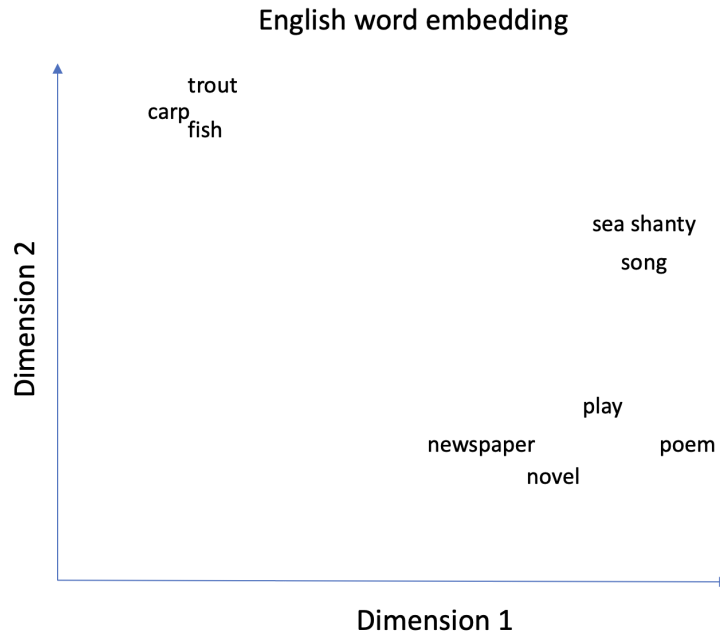 English word embedding
trout
carp
fish
sea shanty
song
play
newspaper
poem
novel
Dimension 2
Dimension 1